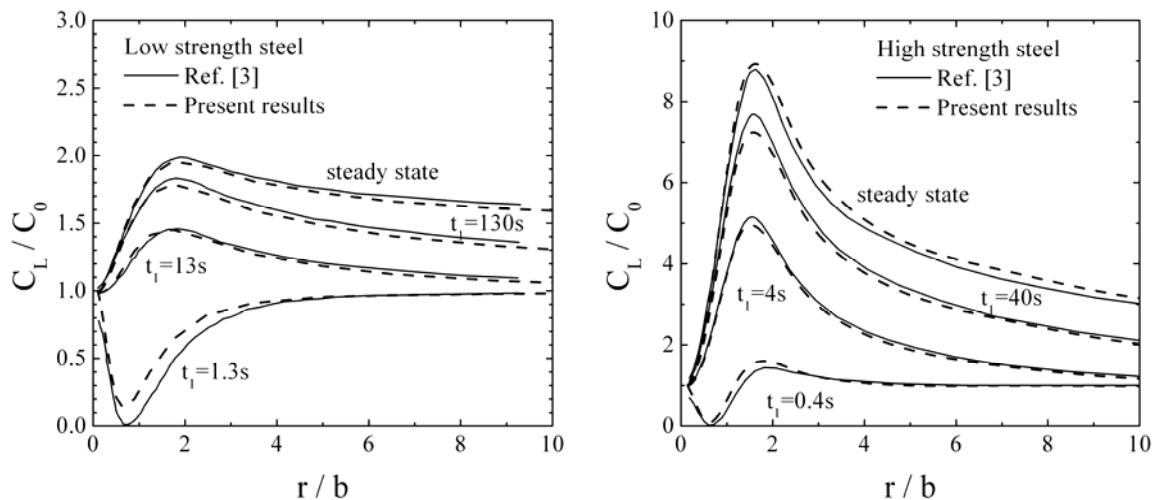 3.0
Low strength steel
Ref. [3]
Present results
2.5
2.0
steady state
1.5
t₁=130s
t₁=13s
1.0
0.5
t₁=1.3s
0.0
0 2 4 6 8 10
r / b
C_L / C_0
10
High strength steel
Ref. [3]
Present results
8
6
steady state
4
t₁=4s
t₁=40s
2
t₁=0.4s
0
0 2 4 6 8 10
r / b
C_L / C_0